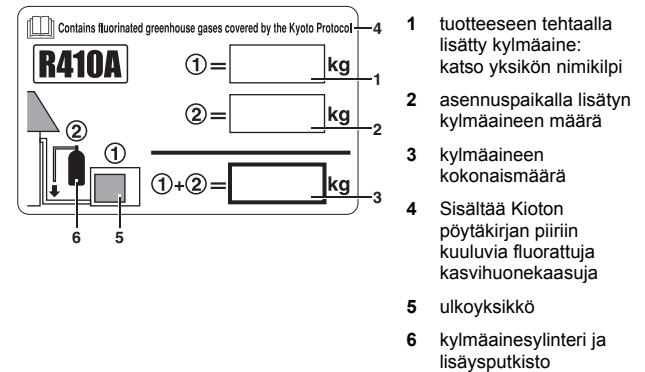 Contains fluorinated greenhouse gases covered by the Kyoto Protocol 4
R410A
①= kg
1
②= kg
2
②
①
①+②= kg
3
6 5
1 tuotteeseen tehtaalla
lisätty kylmäaine:
katso yksikön nimikilpi
2 asennuspaikalla lisätyn
kylmäaineen määrä
3 kylmäaineen
kokonaismäärä
4 Sisältää Kioton
pöytäkirjan piiriin
kuuluvia fluorattuja
kasvihuonekaasuja
5 ulkoyksikkö
6 kylmäainesylinteri ja
lisäysputkisto